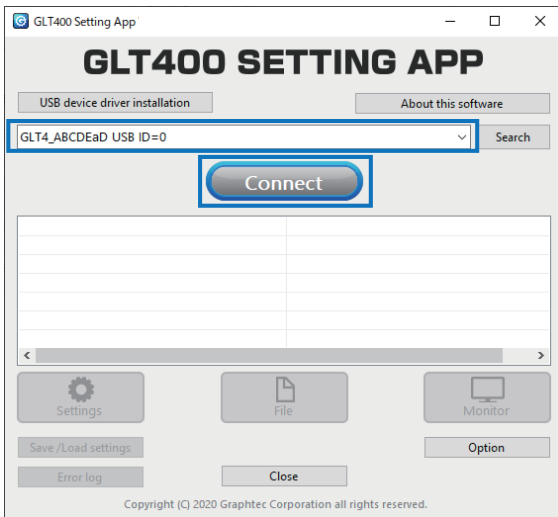 GLT400 Setting App
GLT400 SETTING APP
USB device driver installation
About this software
GLT4_ABCDEaD USB ID=0
Search
Connect
Settings
File
Monitor
Save /Load settings
Option
Error log
Close
Copyright (C) 2020 Graphtec Corporation all rights reserved.